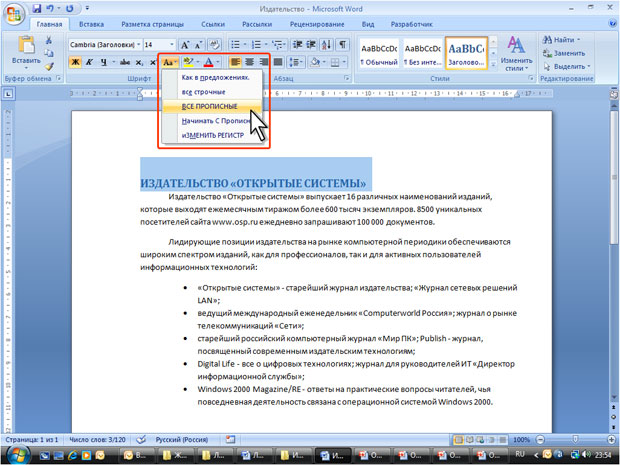 Издательство - Microsoft Word
Главная Вставка Разметка страницы Ссылки Рассылки Рецензирование Вид Разработчик
Cambria (Заголовки) 14
Вставить
Ж К Ч abe x₂ x² Aa
АаBbСсDd АаBbСсDd AaBbCс
¶ Обычный ¶ Без инте... Заголово...
Изменить стили
Найти
Заменить
Выделить
Шрифт Абзац Стили Редактирование
Как в предложениях.
все строчные
ВСЕ ПРОПИСНЫЕ
Начинать С Пропис
иЗМЕНИТЬ РЕГИСТР
ИЗДАТЕЛЬСТВО «ОТКРЫТЫЕ СИСТЕМЫ»
Издательство «Открытые системы» выпускает 16 различных наименований изданий,
которые выходят ежемесячным тиражом более 600 тысяч экземпляров. 8500 уникальных
посетителей сайта www.osp.ru ежедневно запрашивают 100 000 документов.
Лидирующие позиции издательства на рынке компьютерной периодики обеспечиваются
широким спектром изданий, как для профессионалов, так и для активных пользователей
информационных технологий:
• «Открытые системы» - старейший журнал издательства; «Журнал сетевых решений
LAN»;
• ведущий международный еженедельник «Computerworld Россия»; журнал о рынке
телекоммуникаций «Сети»;
• старейший российский компьютерный журнал «Мир ПК»; Publish - журнал,
посвященный современным издательским технологиям;
• Digital Life - все о цифровых технологиях; журнал для руководителей ИТ «Директор
информационной службы»;
• Windows 2000 Magazine/RE - ответы на практические вопросы читателей, чья
повседневная деятельность связана с операционной системой Windows 2000.
Страница: 1 из 1 Число слов: 3/120 Русский (Россия) 100%
RU 23:54